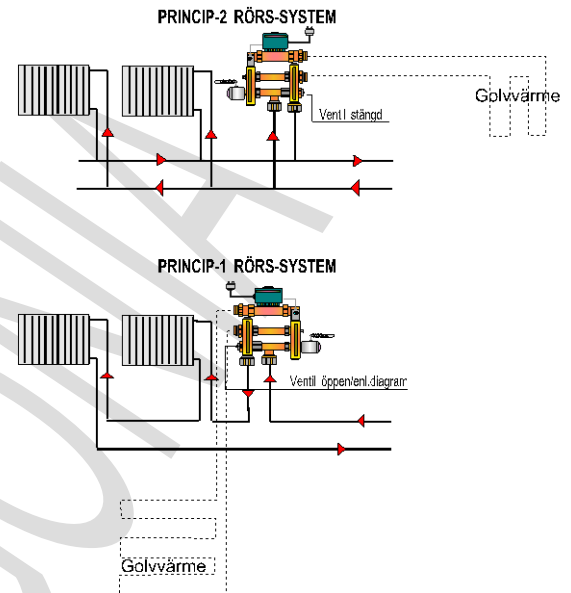 PRINCIP-2 RÖRS-SYSTEM
Golvvärme
Ventil stängd
PRINCIP-1 RÖRS-SYSTEM
Ventil öppen/enl.diagram
Golvvärme